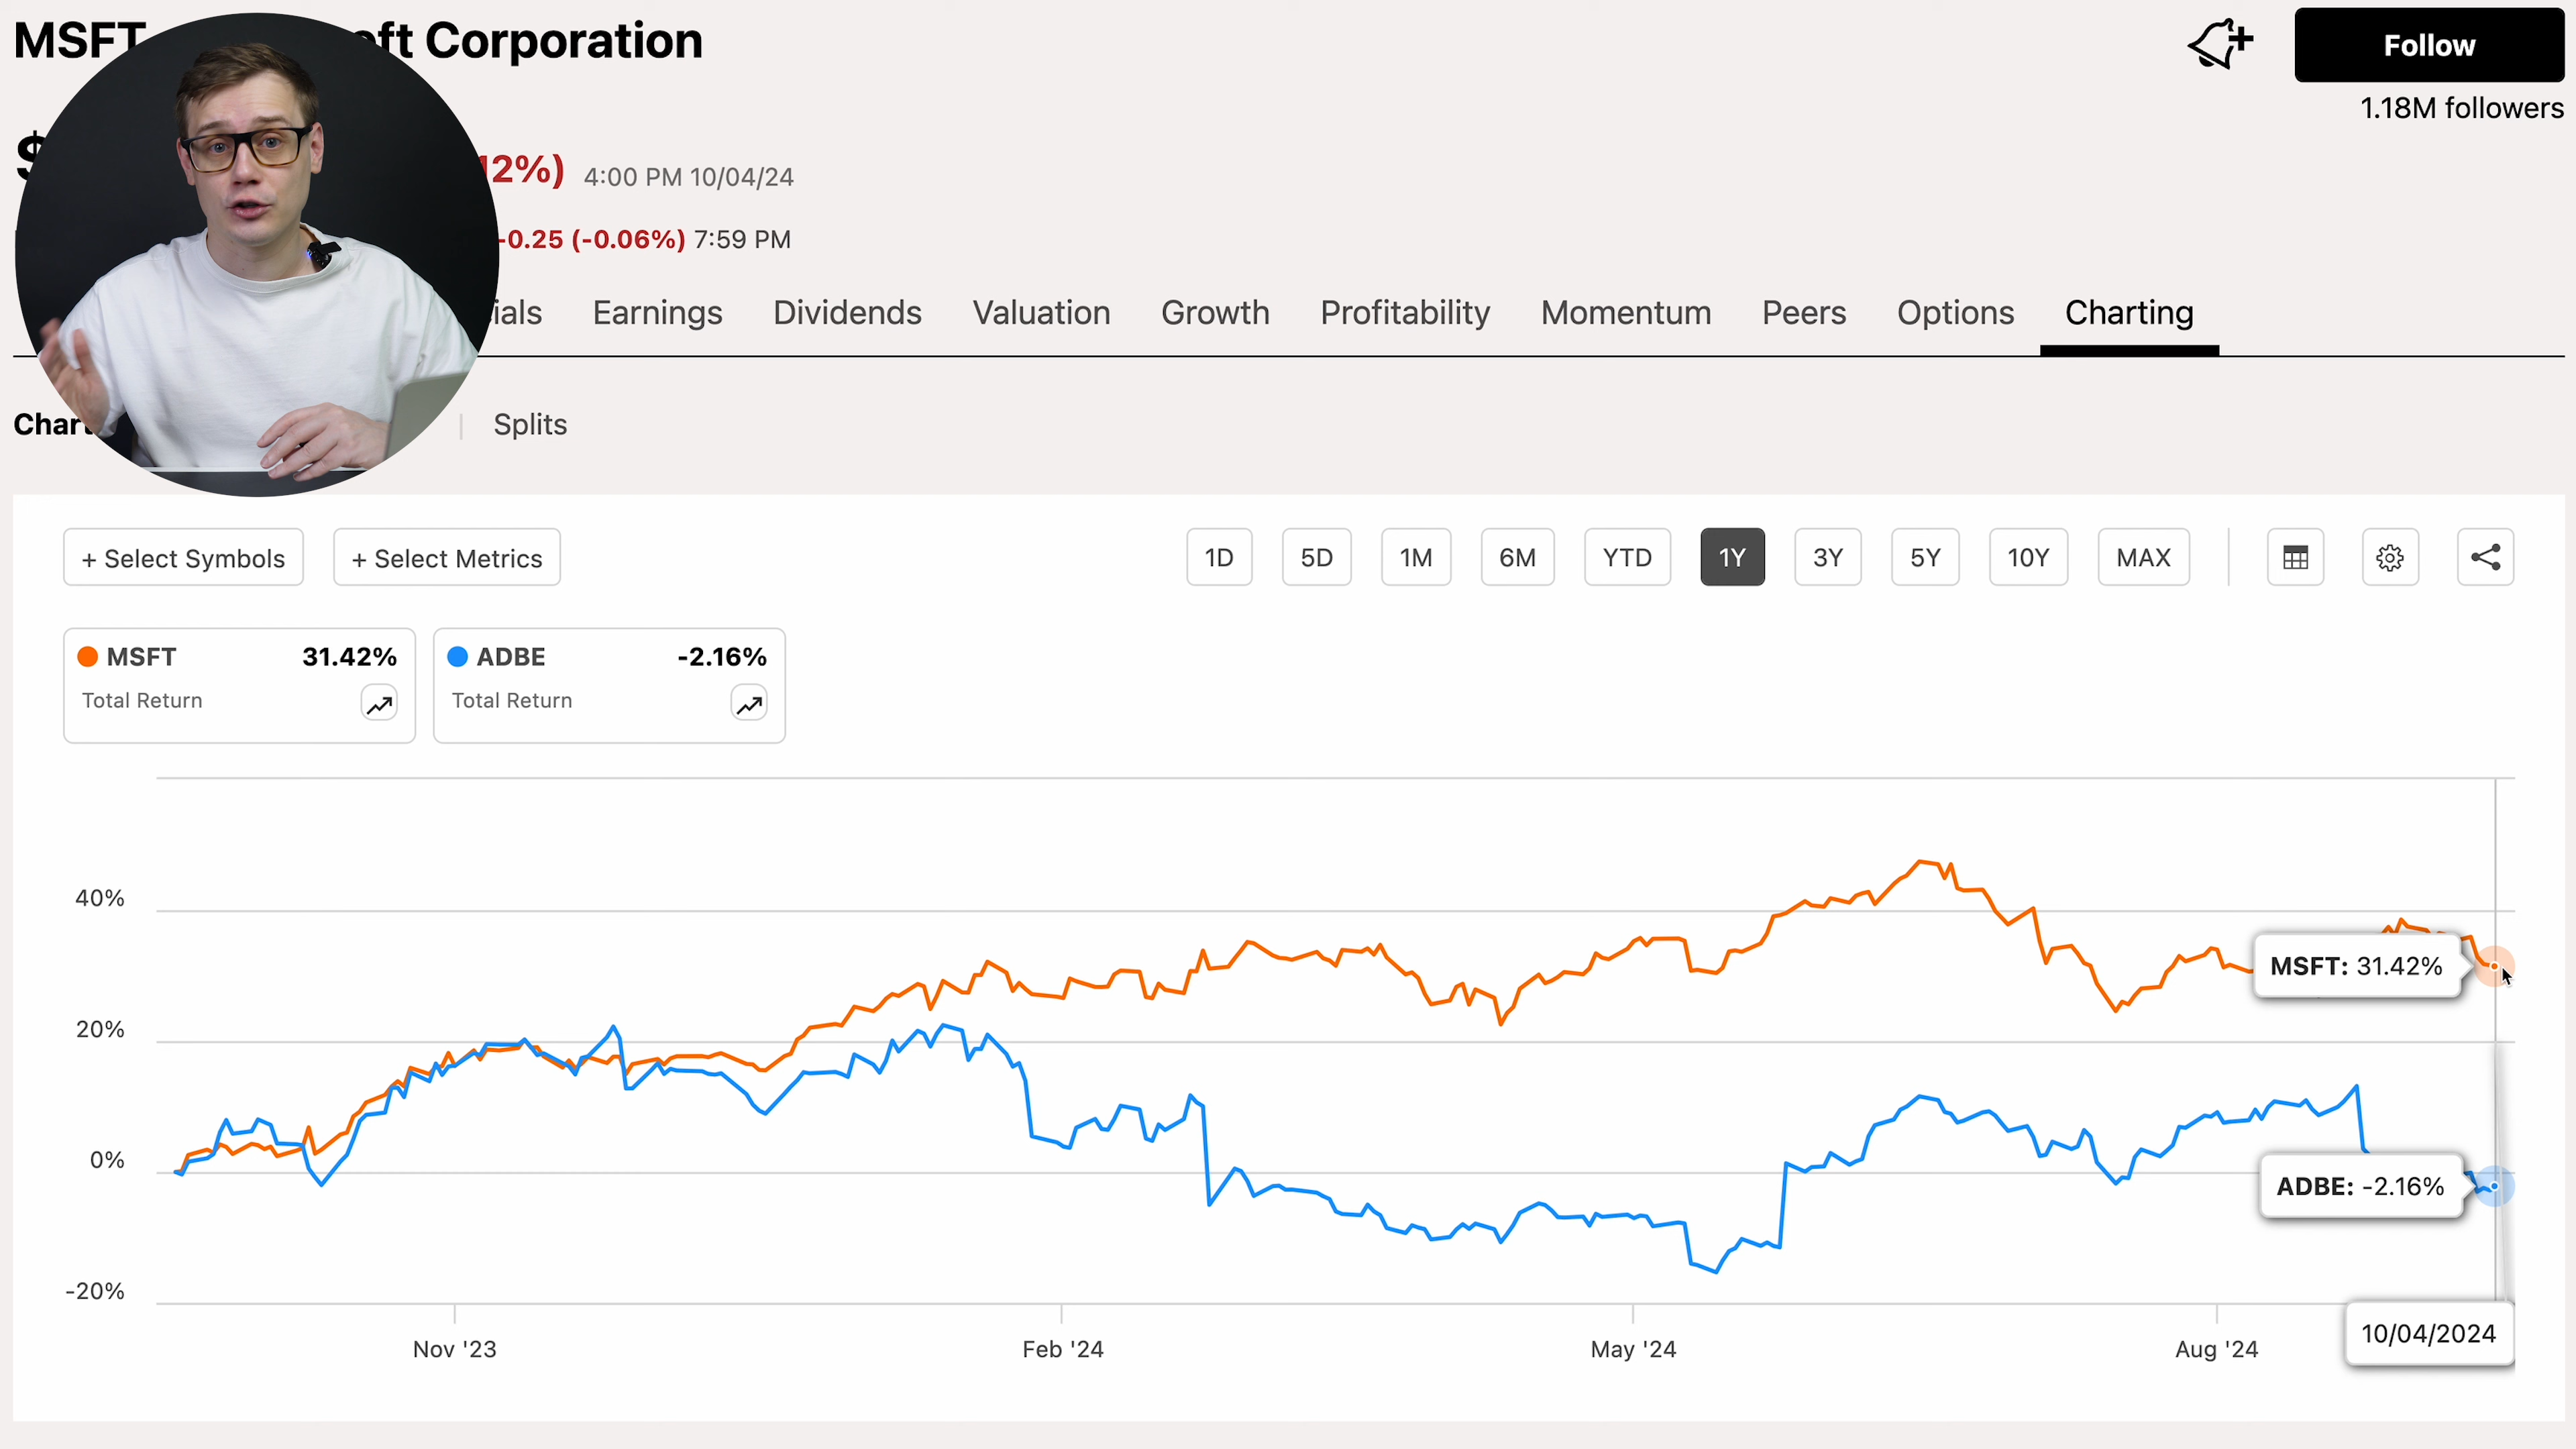 MSFT ft Corporation
Follow
1.18M followers
$ 12%) 4:00 PM 10/04/24
-0.25 (-0.06%) 7:59 PM
ials Earnings Dividends Valuation Growth Profitability Momentum Peers Options Charting
Chart Splits
+ Select Symbols + Select Metrics 1D 5D 1M 6M YTD 1Y 3Y 5Y 10Y MAX
MSFT 31.42% ADBE -2.16%
Total Return Total Return
40%
20%
0%
-20%
MSFT: 31.42%
ADBE: -2.16%
Nov '23 Feb '24 May '24 Aug '24 10/04/2024